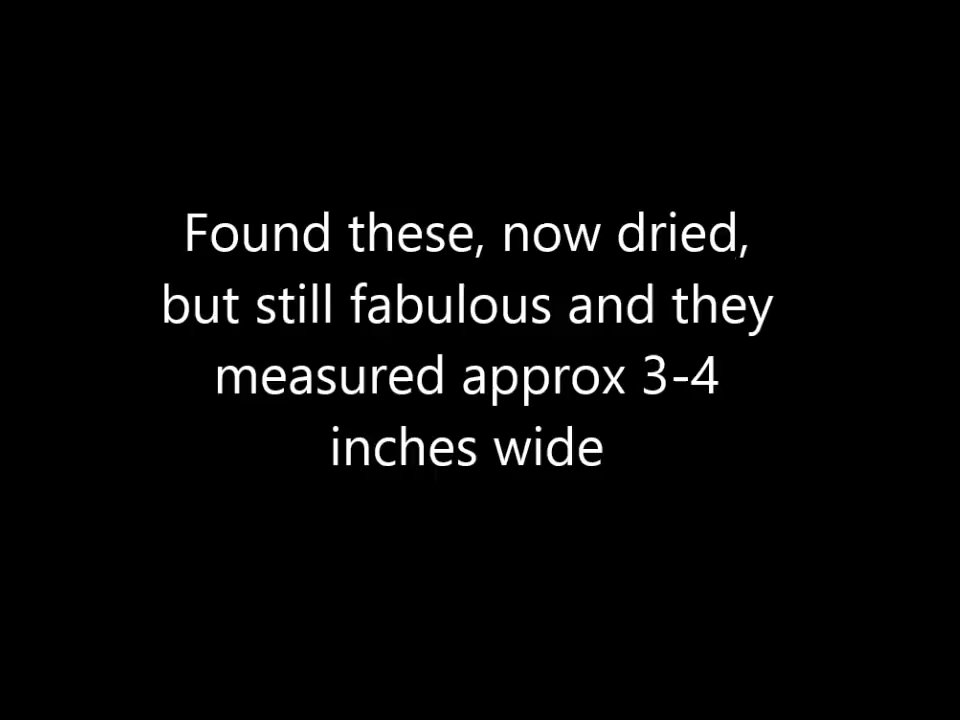 Found these, now dried,
but still fabulous and they
measured approx 3-4
inches wide